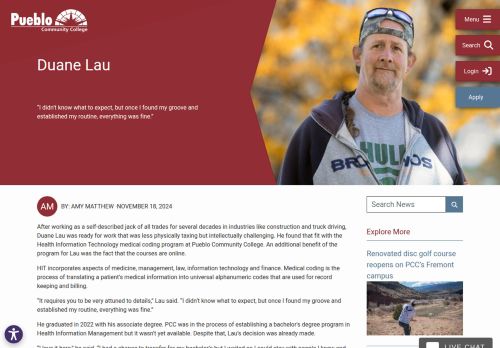 Pueblo
Community College
Menu
Search
Login
Apply
Duane Lau
"I didn't know what to expect, but once I found my groove and
established my routine, everything was fine."
AM BY: AMY MATTHEW · NOVEMBER 18, 2024
After working as a self-described jack of all trades for several decades in industries like construction and truck driving,
Duane Lau was ready for work that was less physically taxing but intellectually challenging. He found that fit with the
Health Information Technology medical coding program at Pueblo Community College. An additional benefit of the
program for Lau was the fact that the courses are online.
HIT incorporates aspects of medicine, management, law, information technology and finance. Medical coding is the
process of translating a patient's medical information into universal alphanumeric codes that are used for record
keeping and billing.
"It requires you to be very attuned to details," Lau said. "I didn't know what to expect, but once I found my groove and
established my routine, everything was fine."
He graduated in 2022 with his associate degree. PCC was in the process of establishing a bachelor's degree program in
Health Information Management but it wasn't yet available. Despite that, Lau's decision was already made.
Search News
Explore More
Renovated disc golf course
reopens on PCC's Fremont
campus
LIVE CHAT